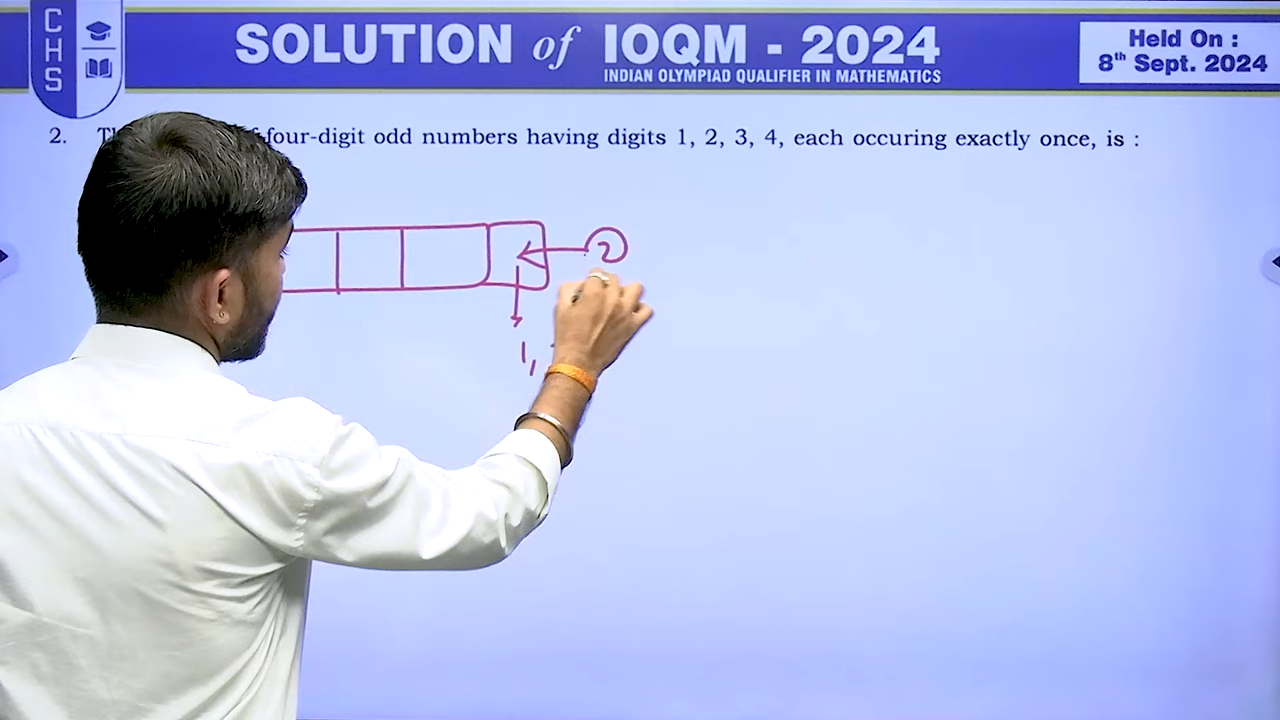 CHS
SOLUTION of IOQM - 2024
INDIAN OLYMPIAD QUALIFIER IN MATHEMATICS
Held On :
8th Sept. 2024
2. four-digit odd numbers having digits 1, 2, 3, 4, each occuring exactly once, is :
2
1,